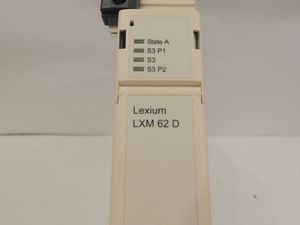 State A
S3 P1
S3
S3 P2
Lexium
LXM 62 D